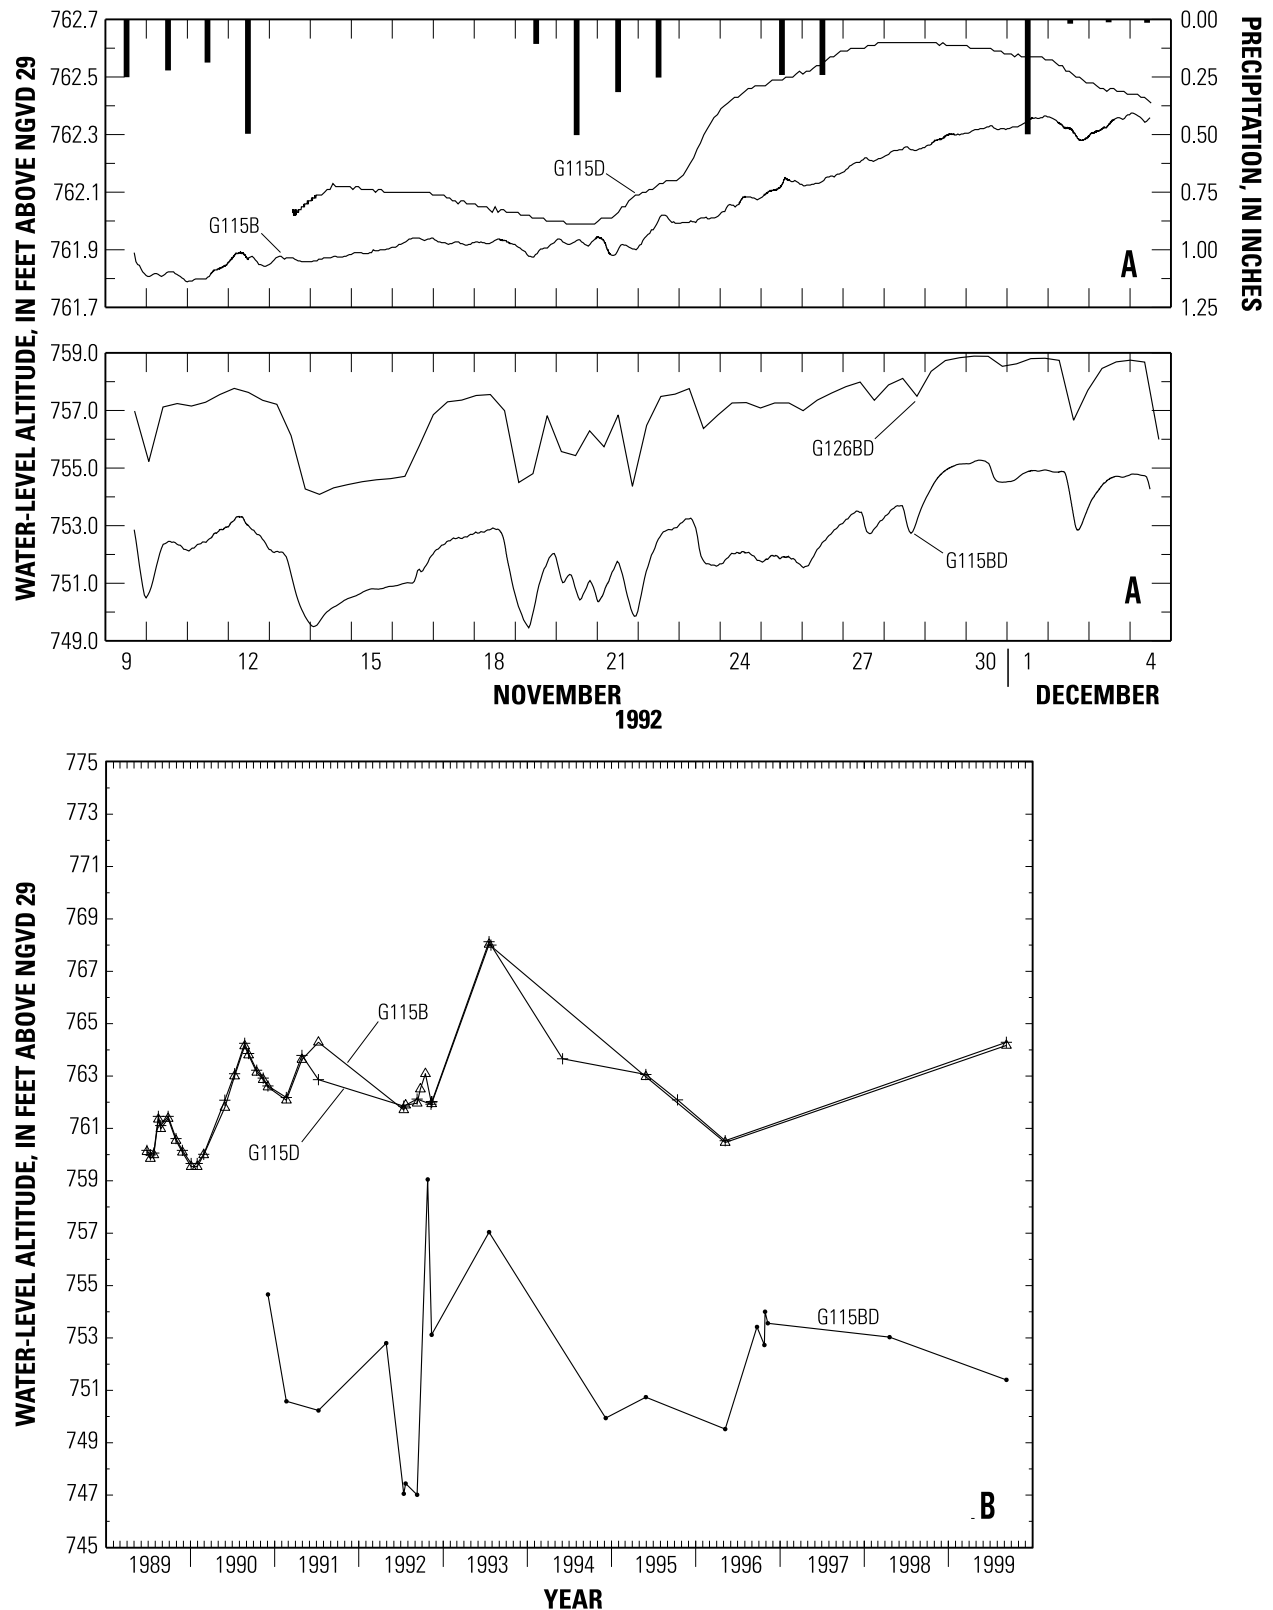 WATER-LEVEL ALTITUDE, IN FEET ABOVE NGVD 29
762.7
762.5
762.3
762.1
761.9
761.7
0.00
0.25
0.50
0.75
1.00
1.25
PRECIPITATION, IN INCHES
G115D
G115B
A
759.0
757.0
755.0
753.0
751.0
749.0
G126BD
G115BD
A
9 12 15 18 21 24 27 30 1 4
NOVEMBER DECEMBER
1992
WATER-LEVEL ALTITUDE, IN FEET ABOVE NGVD 29
775
773
771
769
767
765
763
761
759
757
755
753
751
749
747
745
G115B
G115D
G115BD
B
1989 1990 1991 1992 1993 1994 1995 1996 1997 1998 1999
YEAR